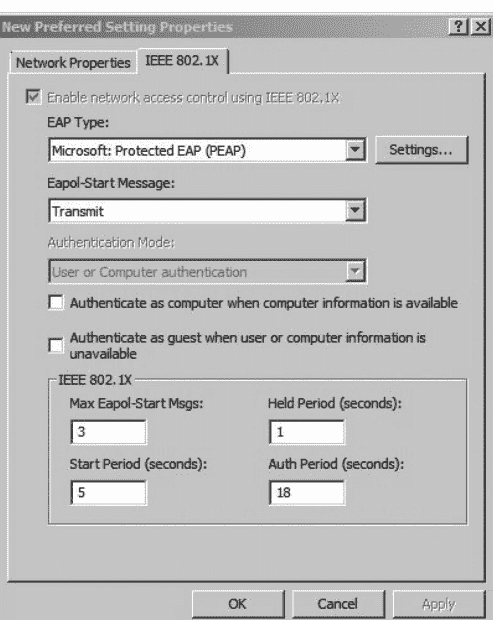 New Preferred Setting Properties
Network Properties
IEEE 802.1X
Enable network access control using IEEE 802.1X
EAP Type:
Microsoft: Protected EAP (PEAP)
Settings...
Eapol-Start Message:
Transmit
Authentication Mode:
User or Computer authentication
Authenticate as computer when computer information is available
Authenticate as guest when user or computer information is
unavailable
IEEE 802.1X
Max Eapol-Start Msgs:
Held Period (seconds):
3
1
Start Period (seconds):
Auth Period (seconds):
5
18
OK
Cancel
Apply